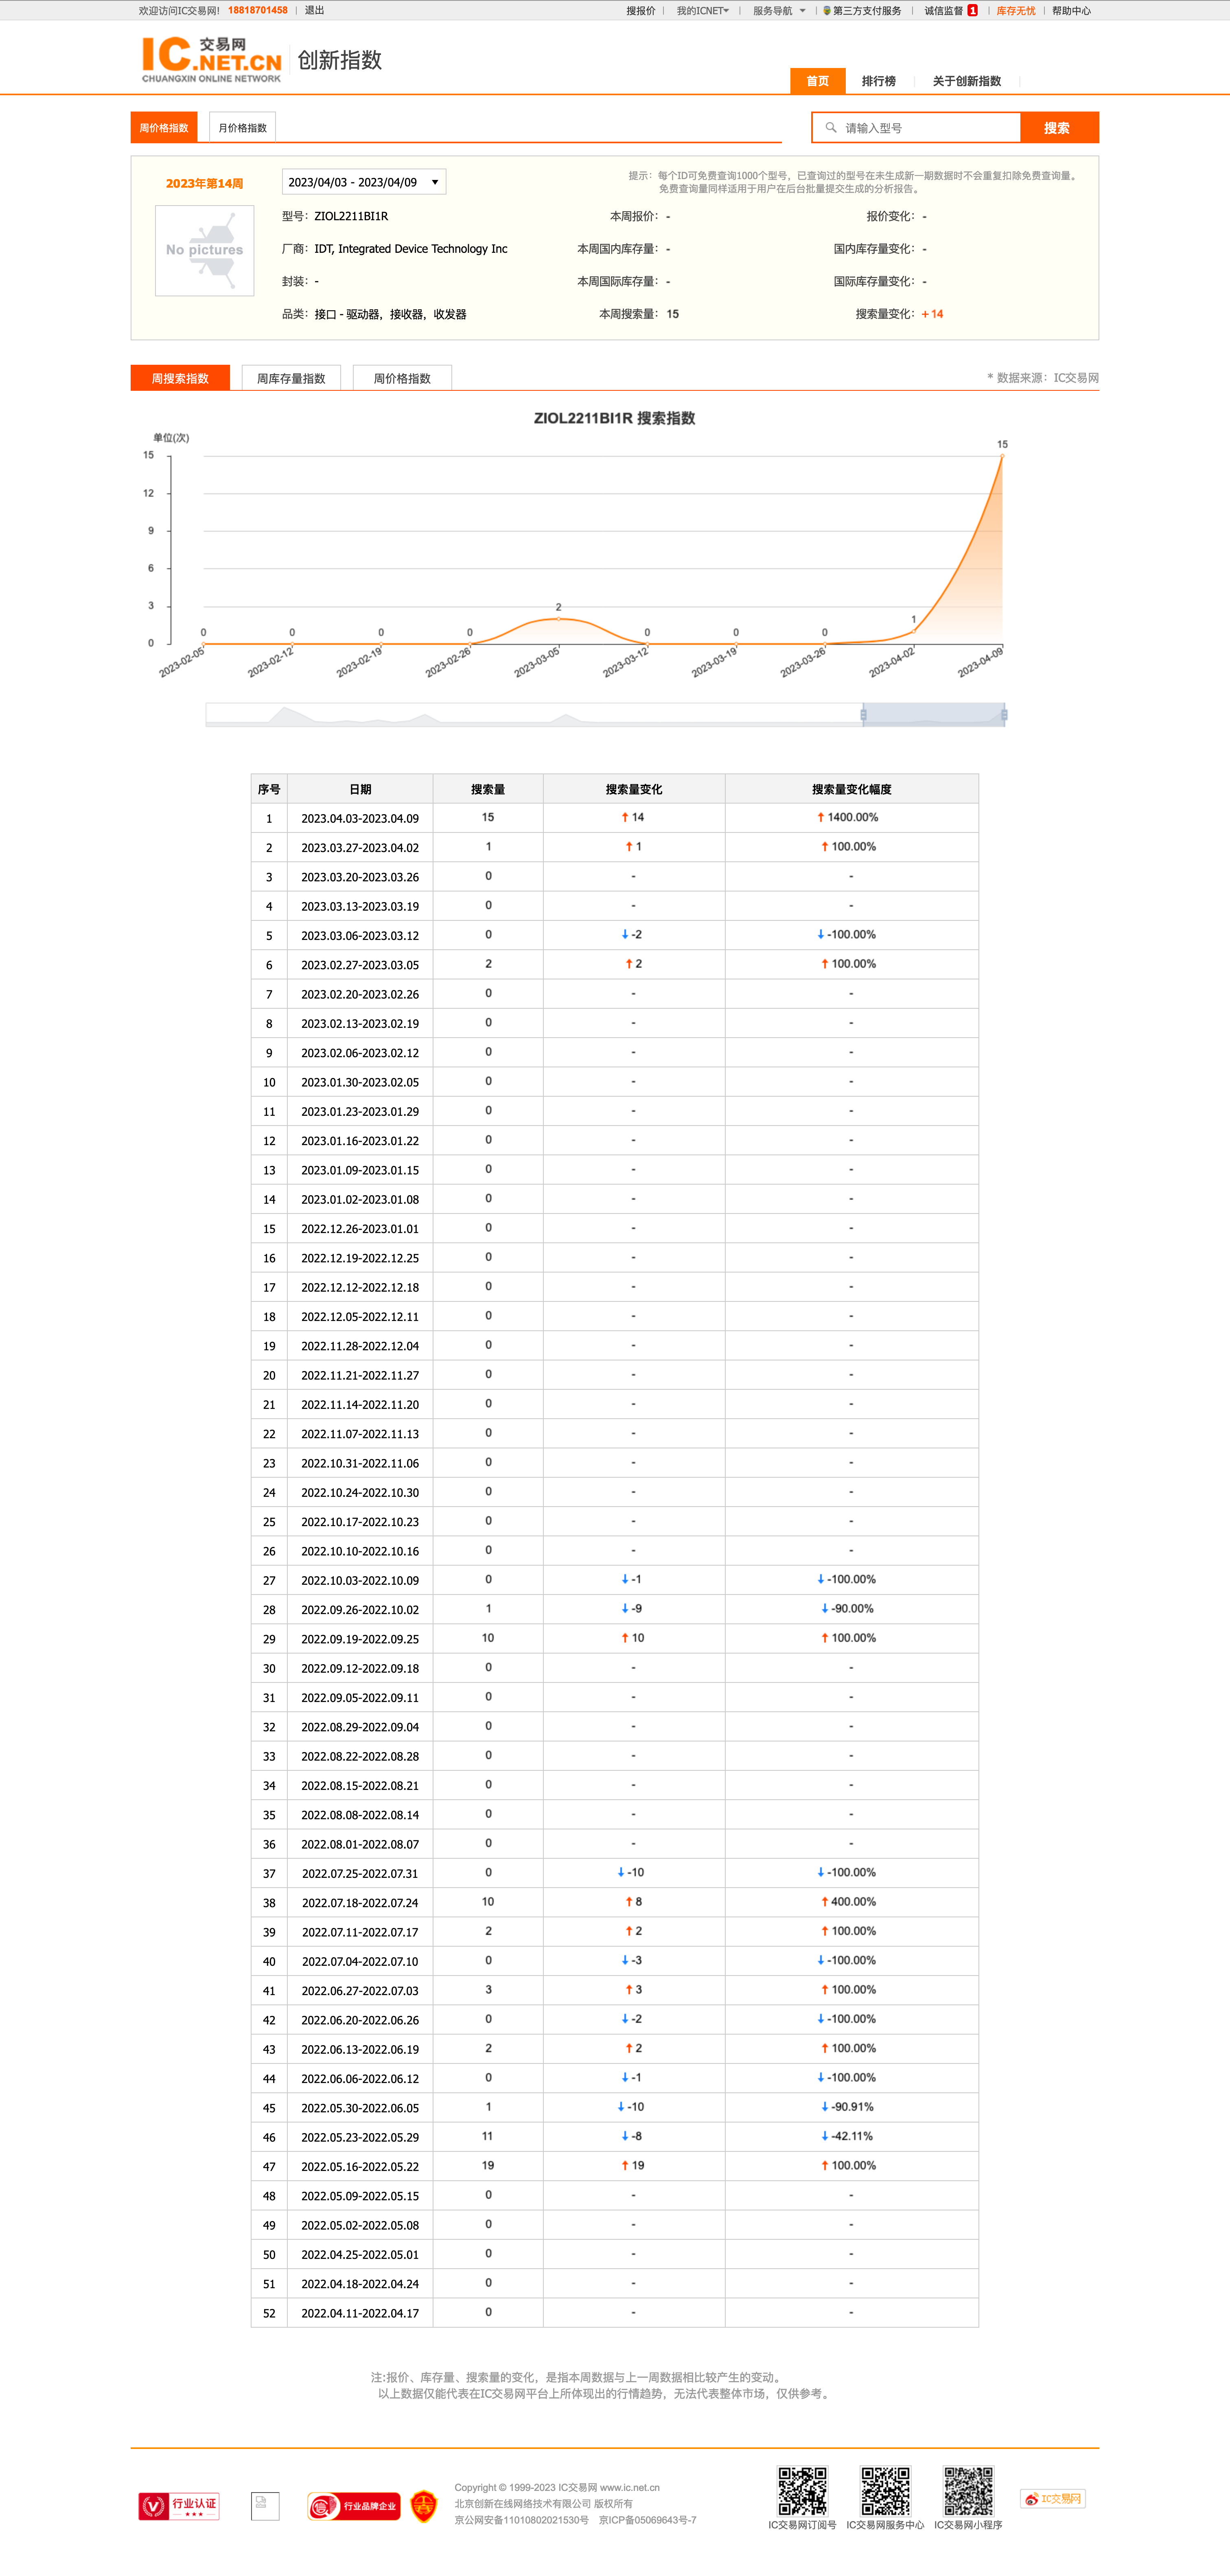 欢迎访问IC交易网! 18818701458 | 退出 搜报价 | 我的ICNET | 服务导航 | 第三方支付服务 | 诚信监督 1 | 库存无忧 | 帮助中心
IC 交易网 .NET.CN CHUANGXIN ONLINE NETWORK 创新指数
首页 排行榜 关于创新指数
周价格指数 月价格指数 请输入型号 搜索
2023年第14周 2023/04/03 - 2023/04/09 提示：每个ID可免费查询1000个型号，已查询过的型号在未生成新一期数据时不会重复扣除免费查询量。
免费查询量同样适用于用户在后台批量提交生成的分析报告。
No pictures
型号：ZIOL2211BI1R 本周报价：- 报价变化：-
厂商：IDT, Integrated Device Technology Inc 本周国内库存量：- 国内库存量变化：-
封装：- 本周国际库存量：- 国际库存量变化：-
品类：接口 - 驱动器，接收器，收发器 本周搜索量：15 搜索量变化：+14
周搜索指数 周库存量指数 周价格指数 * 数据来源：IC交易网
ZIOL2211BI1R 搜索指数
单位(次)
15
12
9
6
3
0
0 0 0 0 2 0 0 0 1 15
2023-02-05 2023-02-12 2023-02-19 2023-02-26 2023-03-05 2023-03-12 2023-03-19 2023-03-26 2023-04-02 2023-04-09
序号 日期 搜索量 搜索量变化 搜索量变化幅度
1 2023.04.03-2023.04.09 15 ↑14 ↑1400.00%
2 2023.03.27-2023.04.02 1 ↑1 ↑100.00%
3 2023.03.20-2023.03.26 0 - -
4 2023.03.13-2023.03.19 0 - -
5 2023.03.06-2023.03.12 0 ↓-2 ↓-100.00%
6 2023.02.27-2023.03.05 2 ↑2 ↑100.00%
7 2023.02.20-2023.02.26 0 - -
8 2023.02.13-2023.02.19 0 - -
9 2023.02.06-2023.02.12 0 - -
10 2023.01.30-2023.02.05 0 - -
11 2023.01.23-2023.01.29 0 - -
12 2023.01.16-2023.01.22 0 - -
13 2023.01.09-2023.01.15 0 - -
14 2023.01.02-2023.01.08 0 - -
15 2022.12.26-2023.01.01 0 - -
16 2022.12.19-2022.12.25 0 - -
17 2022.12.12-2022.12.18 0 - -
18 2022.12.05-2022.12.11 0 - -
19 2022.11.28-2022.12.04 0 - -
20 2022.11.21-2022.11.27 0 - -
21 2022.11.14-2022.11.20 0 - -
22 2022.11.07-2022.11.13 0 - -
23 2022.10.31-2022.11.06 0 - -
24 2022.10.24-2022.10.30 0 - -
25 2022.10.17-2022.10.23 0 - -
26 2022.10.10-2022.10.16 0 - -
27 2022.10.03-2022.10.09 0 ↓-1 ↓-100.00%
28 2022.09.26-2022.10.02 1 ↓-9 ↓-90.00%
29 2022.09.19-2022.09.25 10 ↑10 ↑100.00%
30 2022.09.12-2022.09.18 0 - -
31 2022.09.05-2022.09.11 0 - -
32 2022.08.29-2022.09.04 0 - -
33 2022.08.22-2022.08.28 0 - -
34 2022.08.15-2022.08.21 0 - -
35 2022.08.08-2022.08.14 0 - -
36 2022.08.01-2022.08.07 0 - -
37 2022.07.25-2022.07.31 0 ↓-10 ↓-100.00%
38 2022.07.18-2022.07.24 10 ↑8 ↑400.00%
39 2022.07.11-2022.07.17 2 ↑2 ↑100.00%
40 2022.07.04-2022.07.10 0 ↓-3 ↓-100.00%
41 2022.06.27-2022.07.03 3 ↑3 ↑100.00%
42 2022.06.20-2022.06.26 0 ↓-2 ↓-100.00%
43 2022.06.13-2022.06.19 2 ↑2 ↑100.00%
44 2022.06.06-2022.06.12 0 ↓-1 ↓-100.00%
45 2022.05.30-2022.06.05 1 ↓-10 ↓-90.91%
46 2022.05.23-2022.05.29 11 ↓-8 ↓-42.11%
47 2022.05.16-2022.05.22 19 ↑19 ↑100.00%
48 2022.05.09-2022.05.15 0 - -
49 2022.05.02-2022.05.08 0 - -
50 2022.04.25-2022.05.01 0 - -
51 2022.04.18-2022.04.24 0 - -
52 2022.04.11-2022.04.17 0 - -
注:报价、库存量、搜索量的变化，是指本周数据与上一周数据相比较产生的变动。
以上数据仅能代表在IC交易网平台上所体现出的行情趋势，无法代表整体市场，仅供参考。
行业认证
信 行业品牌企业
Copyright © 1999-2023 IC交易网 www.ic.net.cn
北京创新在线网络技术有限公司 版权所有
京公网安备11010802021530号 京ICP备05069643号-7
IC交易网订阅号 IC交易网服务中心 IC交易网小程序
IC交易网